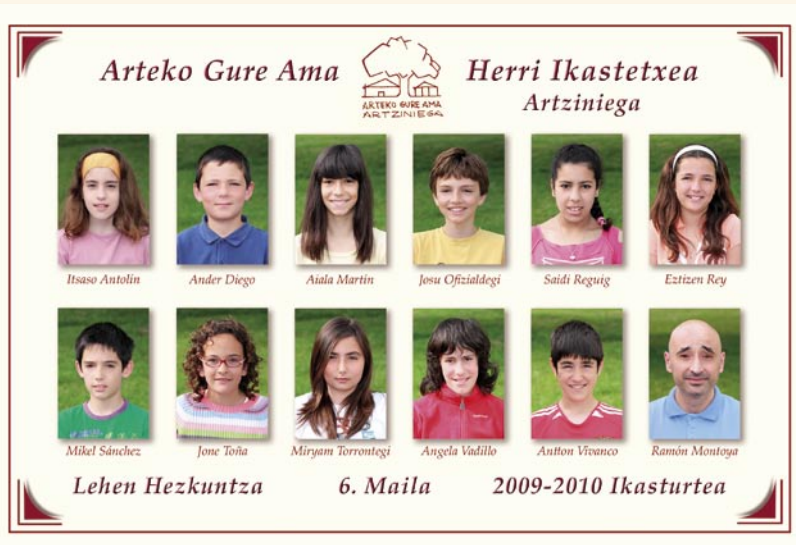 Arteko Gure Ama
Herri Ikastetxea
Artziniega
ARTEKO GURE AMA
ARTZINIEGA
Itsaso Antolin
Ander Diego
Aiala Martin
Josu Ofizialdegi
Saidi Reguig
Eztizen Rey
Mikel Sánchez
Jone Toña
Miryam Torrontegi
Angela Vadillo
Antton Vivanco
Ramón Montoya
Lehen Hezkuntza 6. Maila 2009-2010 Ikasturtea